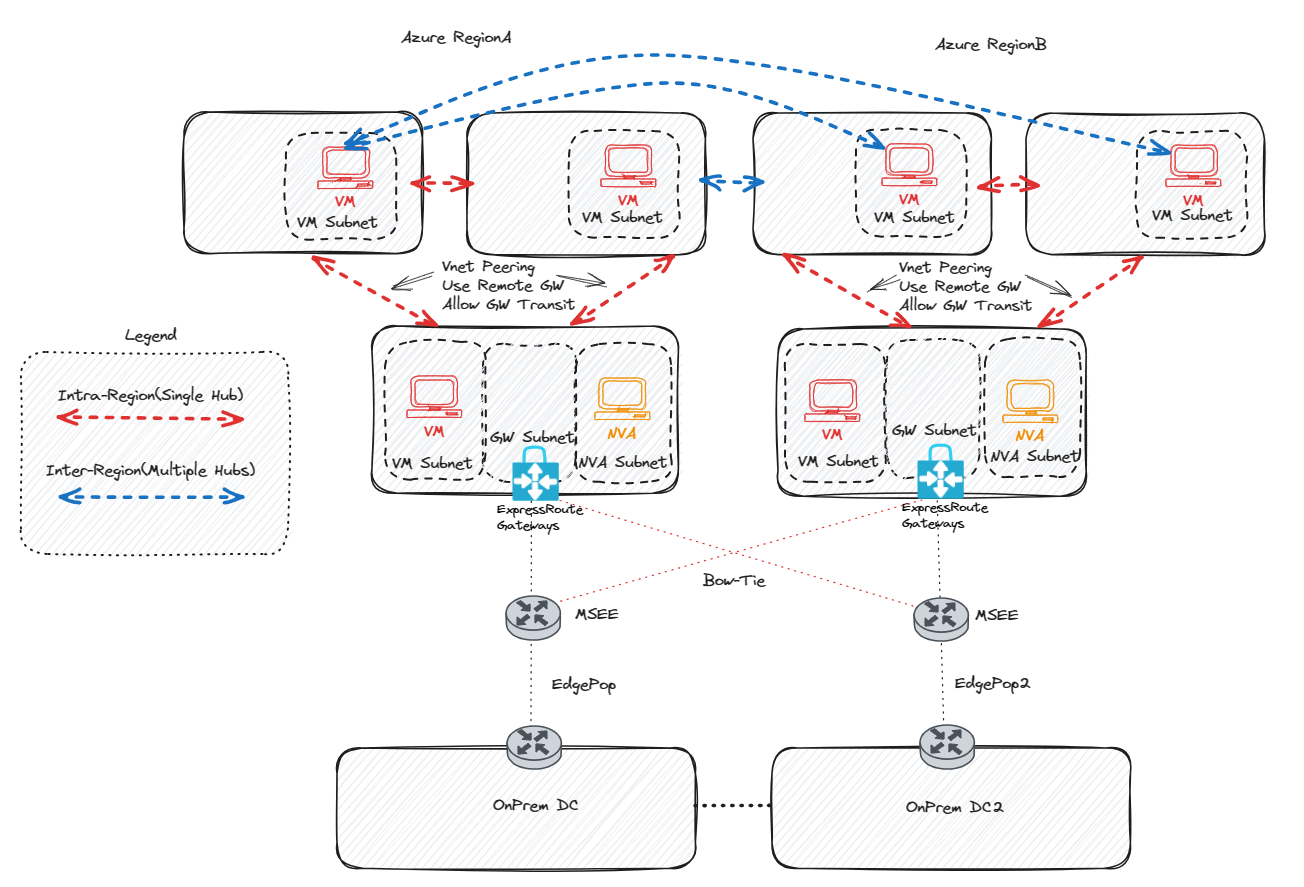 Azure RegionA
Azure RegionB
VM
VM Subnet
VM
VM Subnet
VM
VM Subnet
VM
VM Subnet
Vnet Peering
Use Remote GW
Allow GW Transit
Vnet Peering
Use Remote GW
Allow GW Transit
Legend
Intra-Region(Single Hub)
Inter-Region(Multiple Hubs)
VM
VM Subnet
GW Subnet
NVA
NVA Subnet
ExpressRoute
Gateways
VM
VM Subnet
GW Subnet
NVA
NVA Subnet
ExpressRoute
Gateways
Bow-Tie
MSEE
MSEE
EdgePop
EdgePop2
OnPrem DC
OnPrem DC2